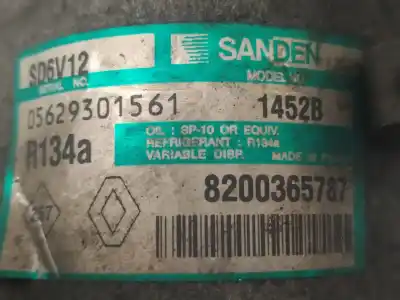 SD6V12
SANDEN
SERIAL NO.
MODEL NO.
05629301561
1452B
R134a
OIL : SP-10 OR EQUIV.
REFRIGERANT : R134a
VARIABLE DISP.
MADE IN
8200365787